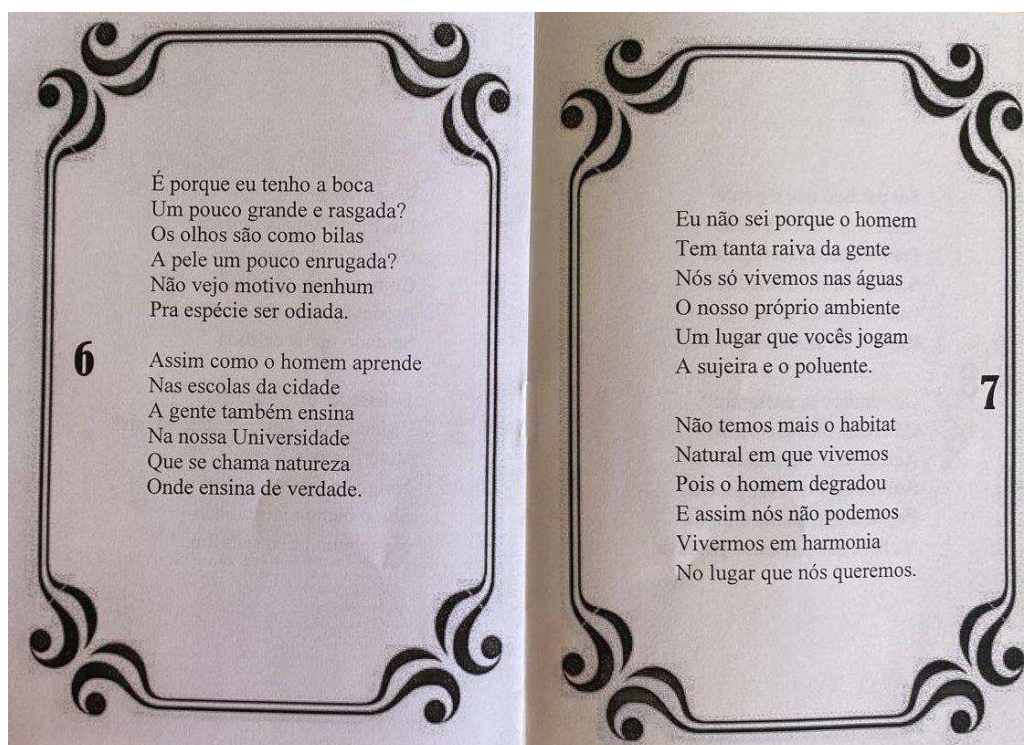 É porque eu tenho a boca
Um pouco grande e rasgada?
Os olhos são como bilas
A pele um pouco enrugada?
Não vejo motivo nenhum
Pra espécie ser odiada.
Assim como o homem aprende
Nas escolas da cidade
A gente também ensina
Na nossa Universidade
Que se chama natureza
Onde ensina de verdade.
6
Eu não sei porque o homem
Tem tanta raiva da gente
Nós só vivemos nas águas
O nosso próprio ambiente
Um lugar que vocês jogam
A sujeira e o poluente.
Não temos mais o habitat
Natural em que vivemos
Pois o homem degradou
E assim nós não podemos
Vivermos em harmonia
No lugar que nós queremos.
7